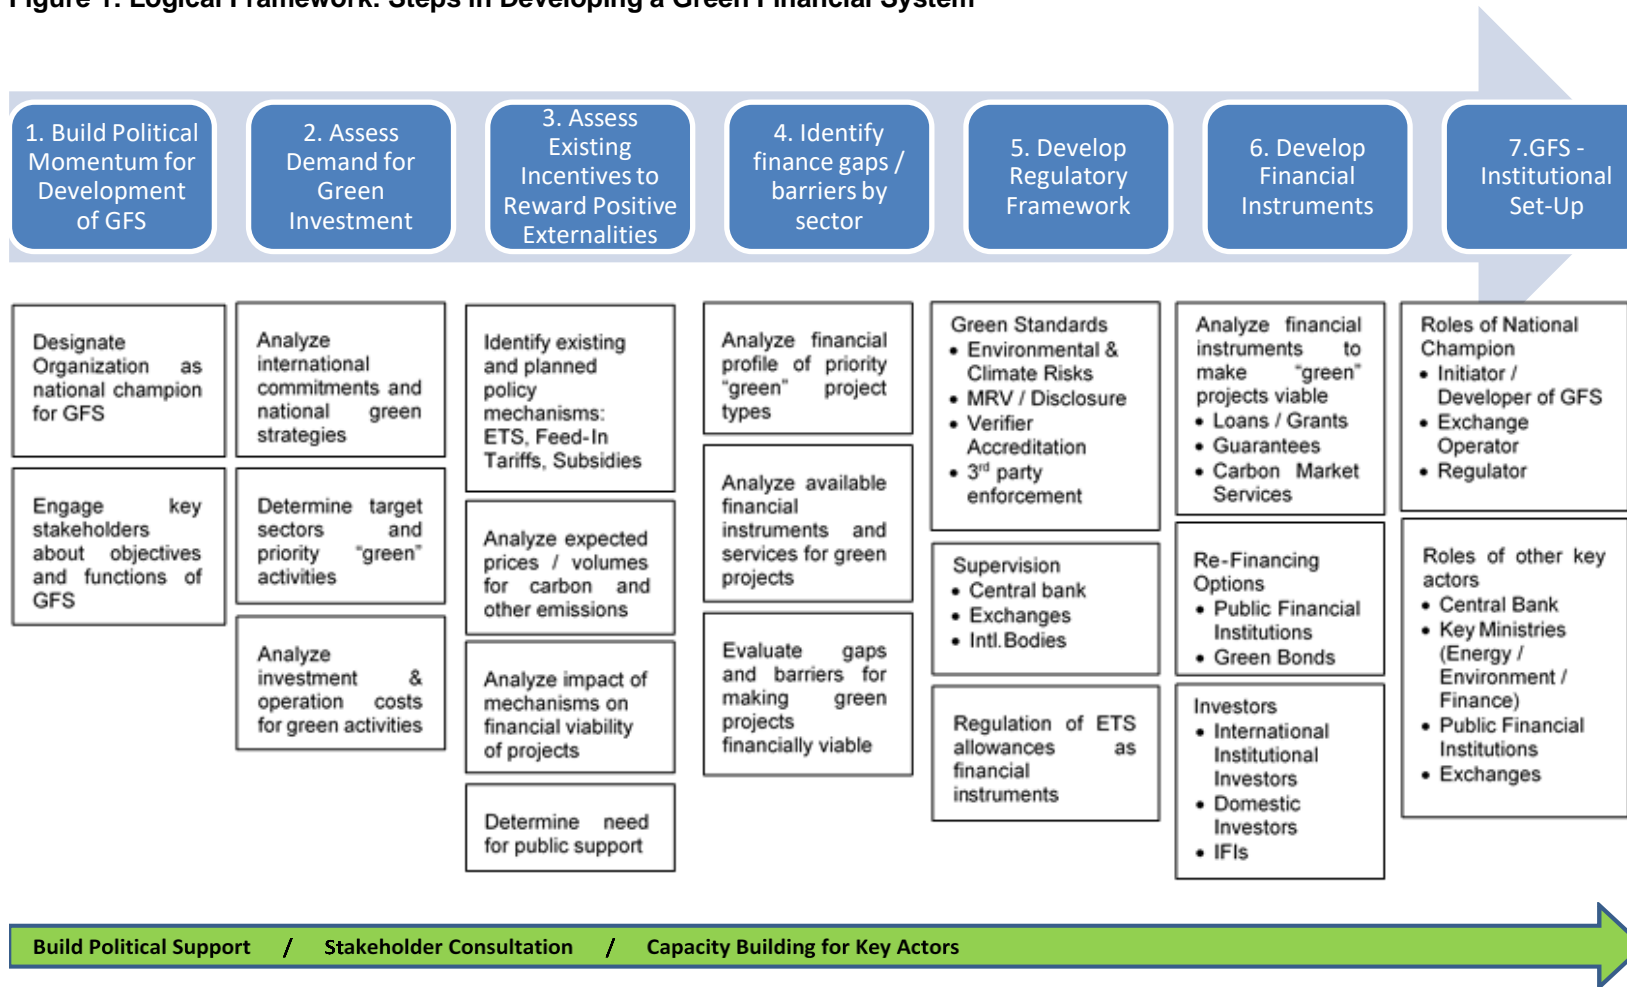 Figure 1: Logical Framework: Steps in Developing a Green Financial System
1. Build Political
Momentum for
Development
of GFS
2. Assess
Demand for
Green
Investment
3. Assess
Existing
Incentives to
Reward Positive
Externalities
4. Identify
finance gaps /
barriers by
sector
5. Develop
Regulatory
Framework
6. Develop
Financial
Instruments
7.GFS -
Institutional
Set-Up
Designate
Organization as
national champion
for GFS
Engage key
stakeholders
about objectives
and functions of
GFS
Analyze
international
commitments and
national green
strategies
Determine target
sectors and
priority "green"
activities
Analyze
investment &
operation costs
for green activities
Identify existing
and planned
policy
mechanisms:
ETS, Feed-In
Tariffs, Subsidies
Analyze expected
prices / volumes
for carbon and
other emissions
Analyze impact of
mechanisms on
financial viability
of projects
Determine need
for public support
Analyze financial
profile of priority
"green" project
types
Analyze available
financial
instruments and
services for green
projects
Evaluate gaps
and barriers for
making green
projects
financially viable
Green Standards
• Environmental &
Climate Risks
• MRV / Disclosure
• Verifier
Accreditation
• 3rd party
enforcement
Supervision
• Central bank
• Exchanges
• Intl.Bodies
Regulation of ETS
allowances as
financial
instruments
Analyze financial
instruments to
make "green"
projects viable
• Loans / Grants
• Guarantees
• Carbon Market
Services
Re-Financing
Options
• Public Financial
Institutions
• Green Bonds
Investors
• International
Institutional
Investors
• Domestic
Investors
• IFIs
Roles of National
Champion
• Initiator /
Developer of GFS
• Exchange
Operator
• Regulator
Roles of other key
actors
• Central Bank
• Key Ministries
(Energy /
Environment /
Finance)
• Public Financial
Institutions
• Exchanges
Build Political Support / Stakeholder Consultation / Capacity Building for Key Actors